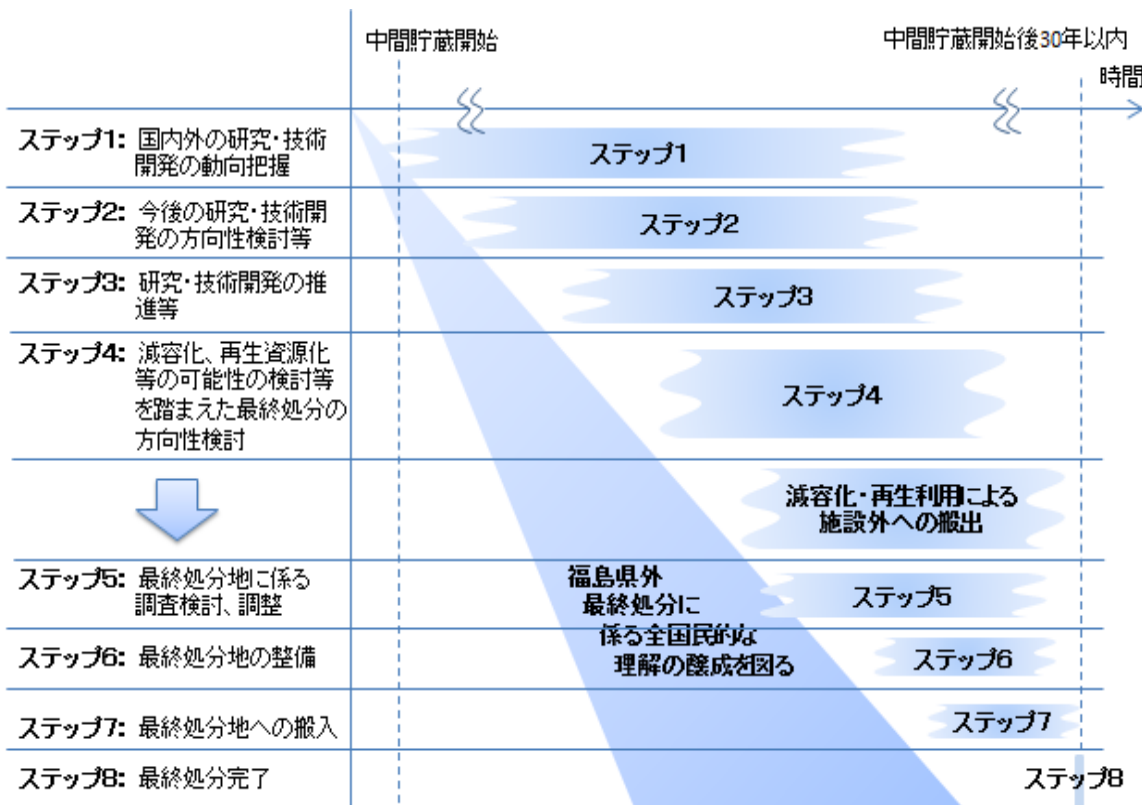 中間貯蔵開始
中間貯蔵開始後30年以内
時間
ステップ1: 国内外の研究・技術
開発の動向把握
ステップ1
ステップ2: 今後の研究・技術開
発の方向性検討等
ステップ2
ステップ3: 研究・技術開発の推
進等
ステップ3
ステップ4: 減容化、再生資源化
等の可能性の検討等
を踏まえた最終処分の
方向性検討
ステップ4
減容化・再生利用による
施設外への搬出
ステップ5: 最終処分地に係る
調査検討、調整
ステップ5
福島県外
最終処分に
係る全国民的な
理解の醸成を図る
ステップ6: 最終処分地の整備
ステップ6
ステップ7: 最終処分地への搬入
ステップ7
ステップ8: 最終処分完了
ステップ8